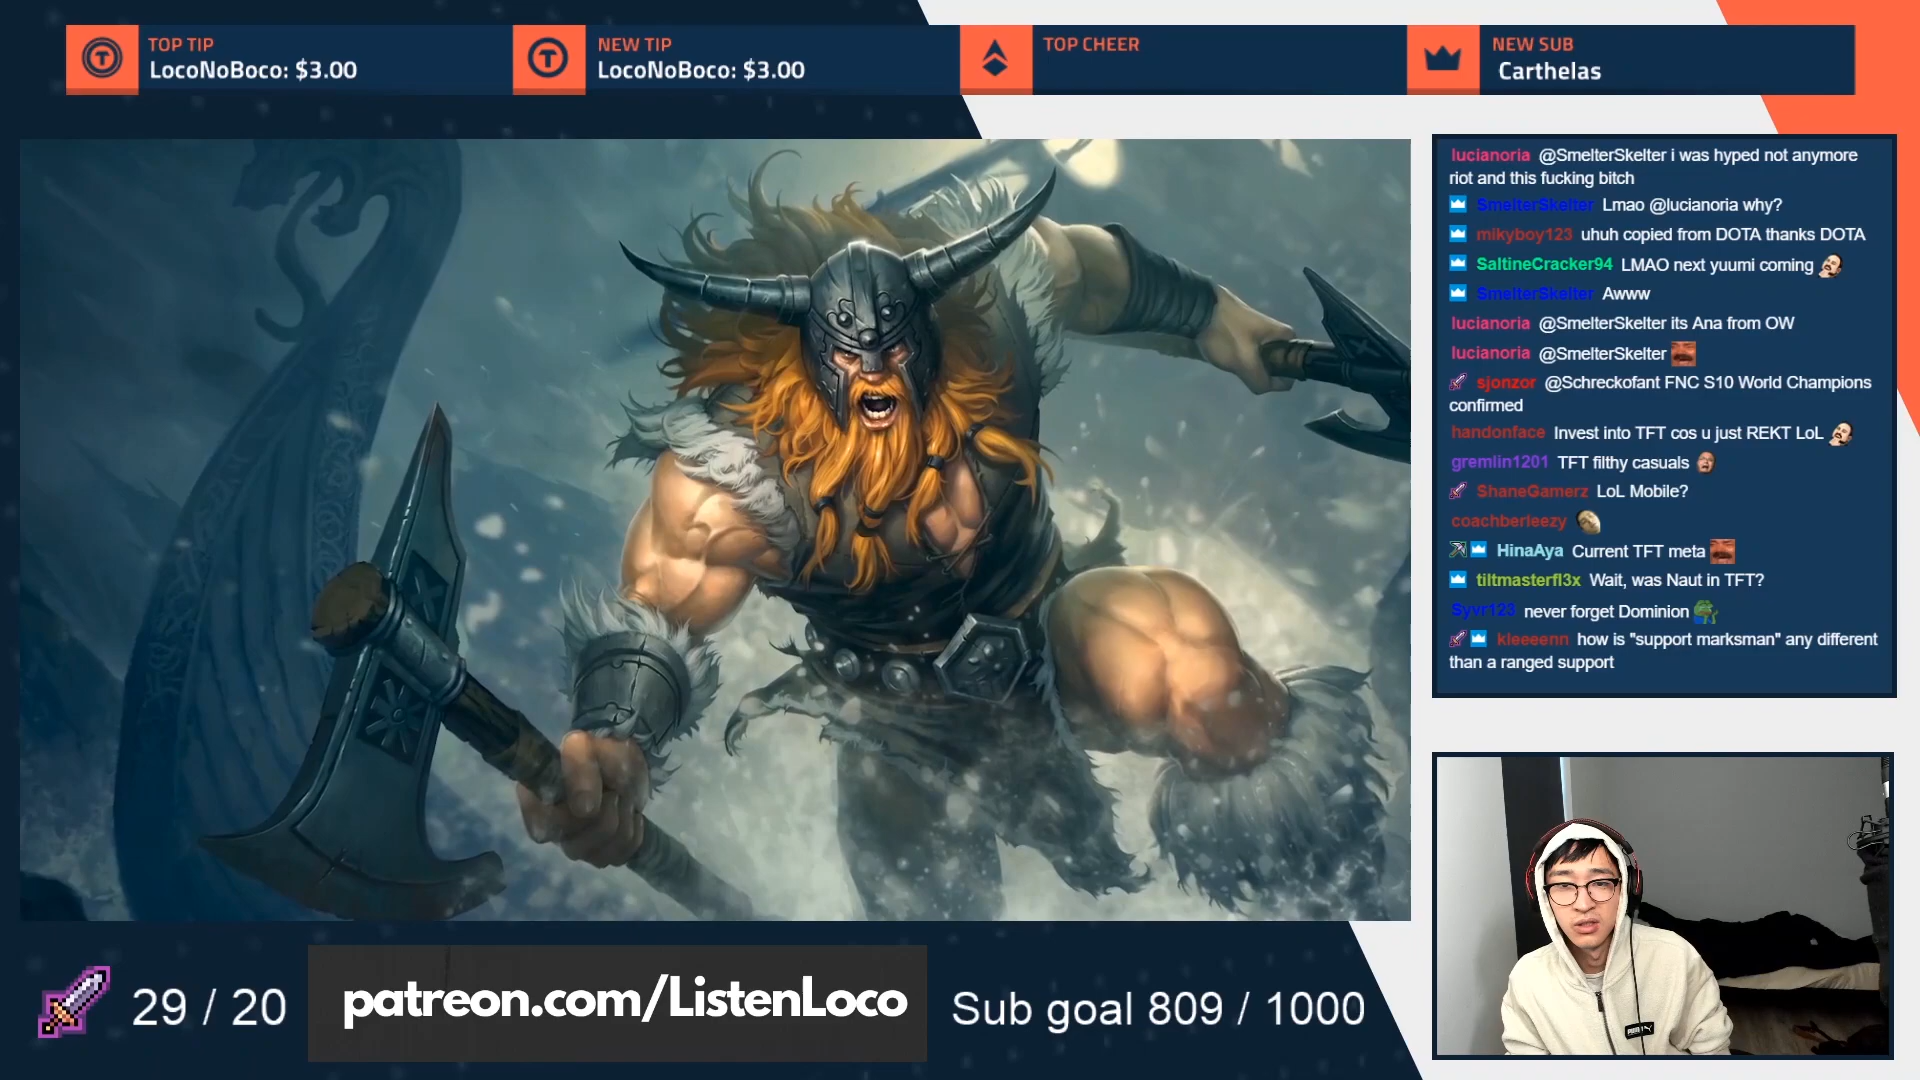 TOP TIP
LocoNoBoco: $3.00
NEW TIP
LocoNoBoco: $3.00
TOP CHEER
NEW SUB
Carthelas
lucianoria @SmelterSkelter i was hyped not anymore
riot and this fucking bitch
SmelterSkelter Lmao @lucianoria why?
mikyboy123 uhuh copied from DOTA thanks DOTA
SaltineCracker94 LMAO next yuumi coming
SmelterSkelter Awww
lucianoria @SmelterSkelter its Ana from OW
lucianoria @SmelterSkelter
sjonzor @Schreckofant FNC S10 World Champions
confirmed
handonface Invest into TFT cos u just REKT LoL
gremlin1201 TFT filthy casuals
ShaneGamerz LoL Mobile?
coachberleezy
HinaAya Current TFT meta
tiltmasterfl3x Wait, was Naut in TFT?
Syvr123 never forget Dominion
kleeeenn how is "support marksman" any different
than a ranged support
29 / 20
patreon.com/ListenLoco
Sub goal 809 / 1000
PUMA